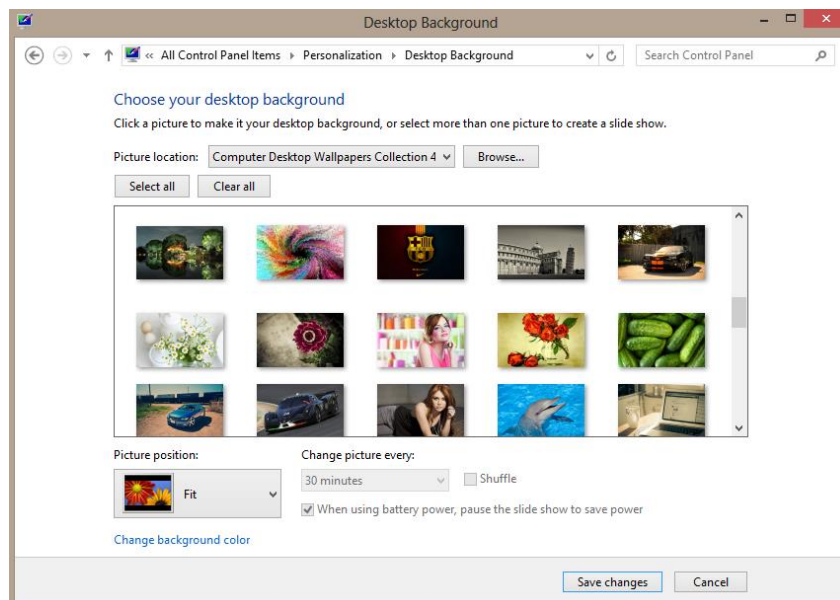 Desktop Background
All Control Panel Items Personalization Desktop Background
Search Control Panel
Choose your desktop background
Click a picture to make it your desktop background, or select more than one picture to create a slide show.
Picture location: Computer Desktop Wallpapers Collection 4 Browse...
Select all Clear all
Picture position: Change picture every:
Fit 30 minutes Shuffle
When using battery power, pause the slide show to save power
Change background color
Save changes Cancel